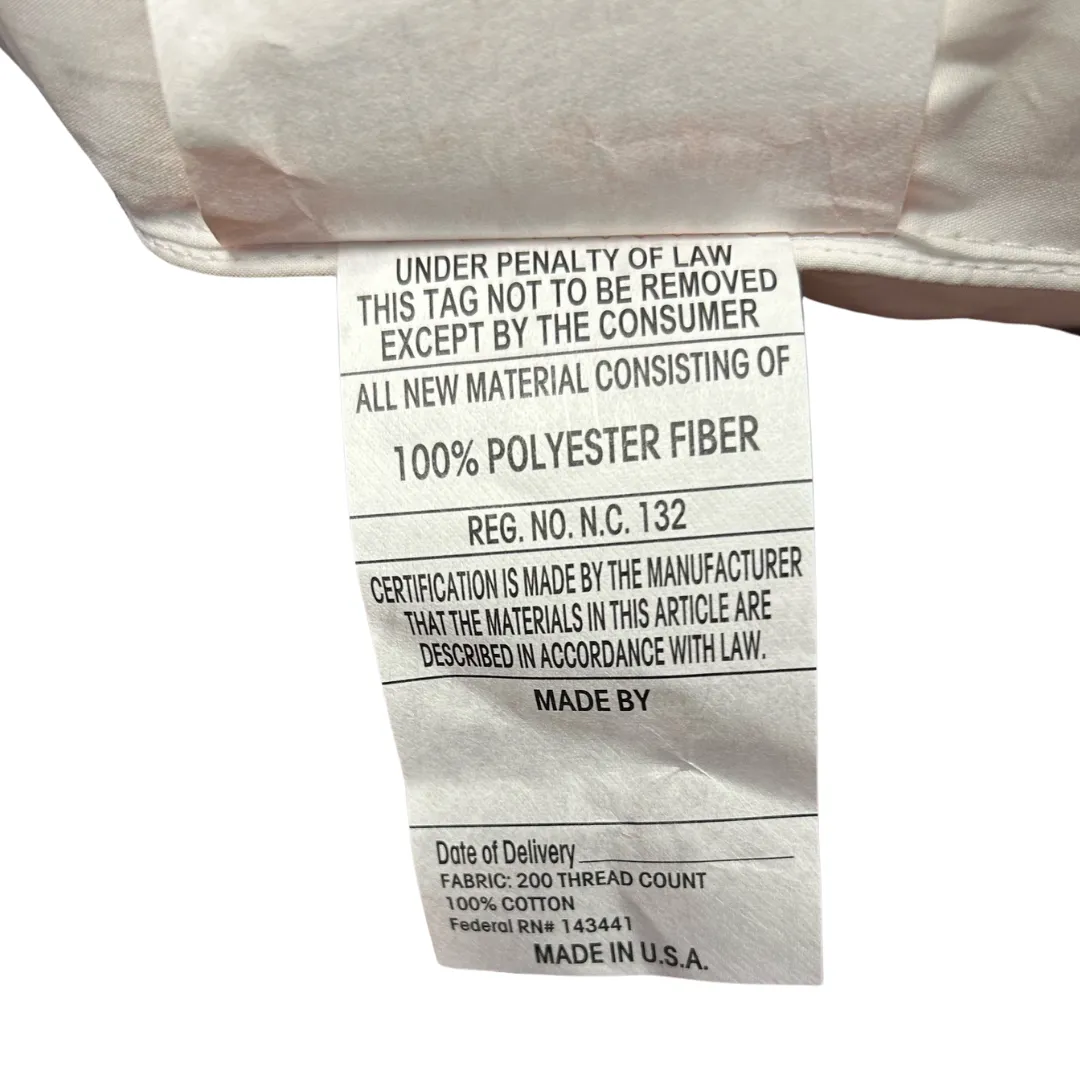 UNDER PENALTY OF LAW
THIS TAG NOT TO BE REMOVED
EXCEPT BY THE CONSUMER
ALL NEW MATERIAL CONSISTING OF
100% POLYESTER FIBER
REG. NO. N.C. 132
CERTIFICATION IS MADE BY THE MANUFACTURER
THAT THE MATERIALS IN THIS ARTICLE ARE
DESCRIBED IN ACCORDANCE WITH LAW.
MADE BY
Date of Delivery
FABRIC: 200 THREAD COUNT
100% COTTON
Federal RN# 143441
MADE IN U.S.A.